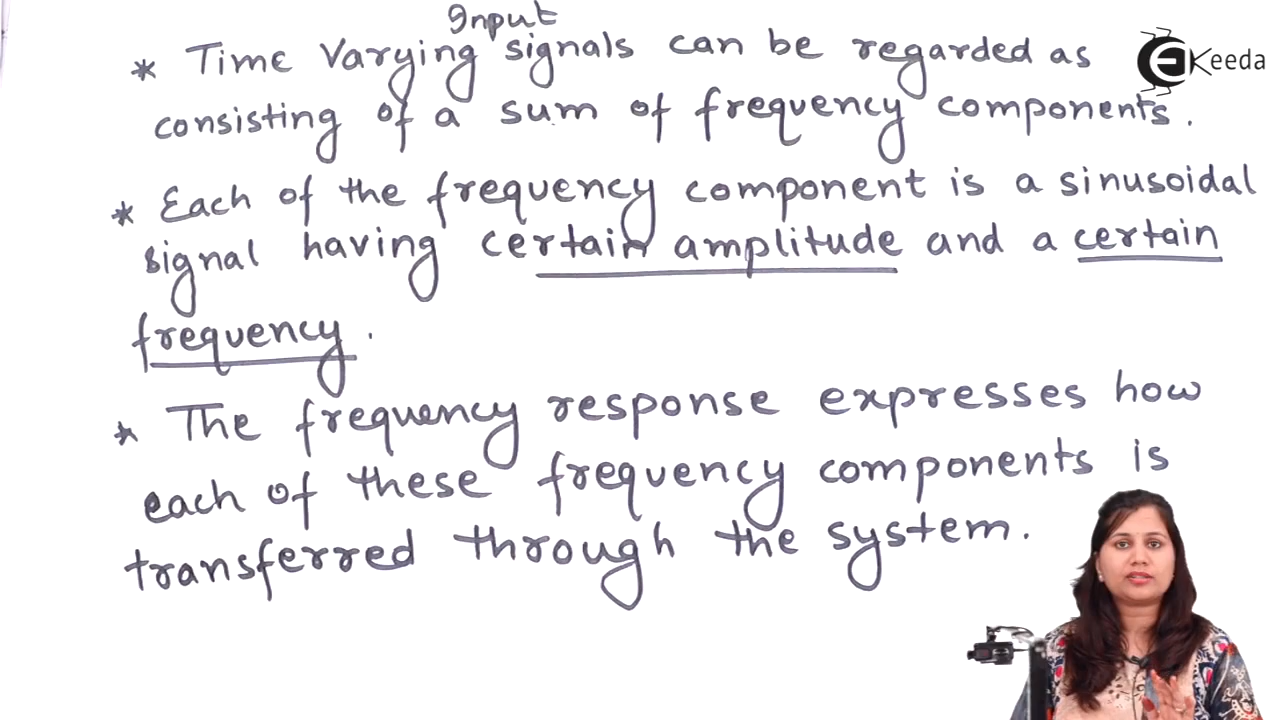 Input
* Time Varying signals can be regarded as
consisting of a sum of frequency components.
* Each of the frequency component is a sinusoidal
signal having certain amplitude and a certain
frequency.
* The frequency response expresses how
each of these frequency components is
transferred through the system.
EKeeda